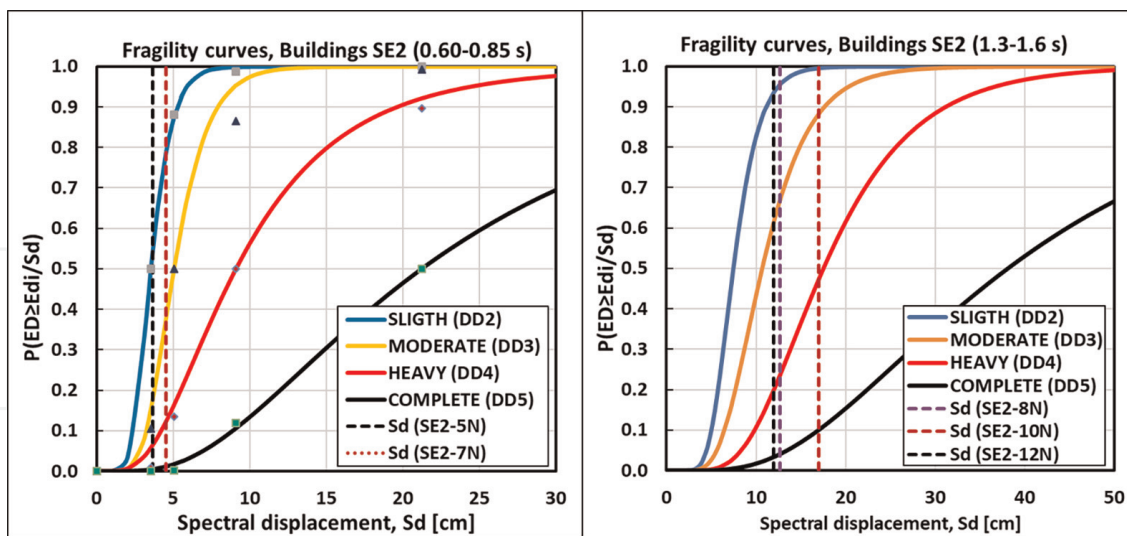 Fragility curves, Buildings SE2 (0.60-0.85 s)
P(ED≥Edi/Sd)
1.0
0.9
0.8
0.7
0.6
0.5
0.4
0.3
0.2
0.1
0.0
SLIGTH (DD2)
MODERATE (DD3)
HEAVY (DD4)
COMPLETE (DD5)
Sd (SE2-5N)
Sd (SE2-7N)
0 5 10 15 20 25 30
Spectral displacement, Sd [cm]
Fragility curves, Buildings SE2 (1.3-1.6 s)
P(ED≥Edi/Sd)
1.0
0.9
0.8
0.7
0.6
0.5
0.4
0.3
0.2
0.1
0.0
SLIGTH (DD2)
MODERATE (DD3)
HEAVY (DD4)
COMPLETE (DD5)
Sd (SE2-8N)
Sd (SE2-10N)
Sd (SE2-12N)
0 10 20 30 40 50
Spectral displacement, Sd [cm]